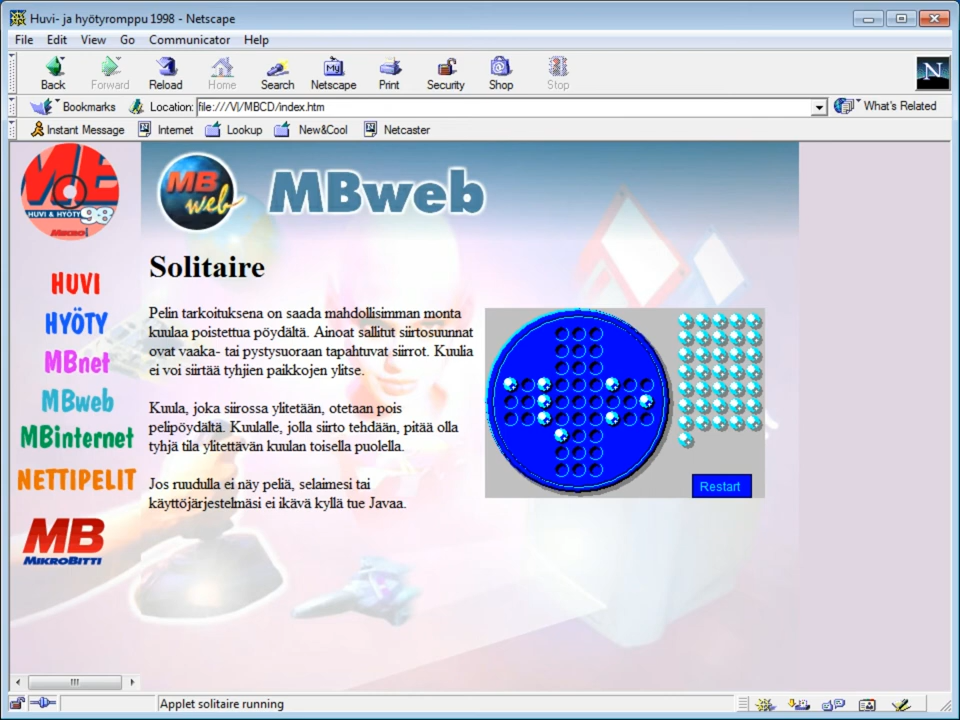 Huvi- ja hyötyromppu 1998 - Netscape
File Edit View Go Communicator Help
Back Forward Reload Home Search Netscape Print Security Shop Stop
N
Bookmarks Location: file:///V|/MBCD/index.htm What's Related
Instant Message Internet Lookup New&Cool Netcaster
MB
HUVI & HYÖTY 98
MikroBitti
MB web
MBweb
HUVI
HYÖTY
MBnet
MBweb
MBinternet
NETTIPELIT
MB
MIKROBITTI
Solitaire
Pelin tarkoituksena on saada mahdollisimman monta
kuulaa poistettua pöydältä. Ainoat sallitut siirtosuunnat
ovat vaaka- tai pystysuoraan tapahtuvat siirrot. Kuulia
ei voi siirtää tyhjien paikkojen ylitse.
Kuula, joka siirossa ylitetään, otetaan pois
pelipöydältä. Kuulalle, jolla siirto tehdään, pitää olla
tyhjä tila ylitettävän kuulan toisella puolella.
Jos ruudulla ei näy peliä, selaimesi tai
käyttöjärjestelmäsi ei ikävä kyllä tue Javaa.
Restart
Applet solitaire running